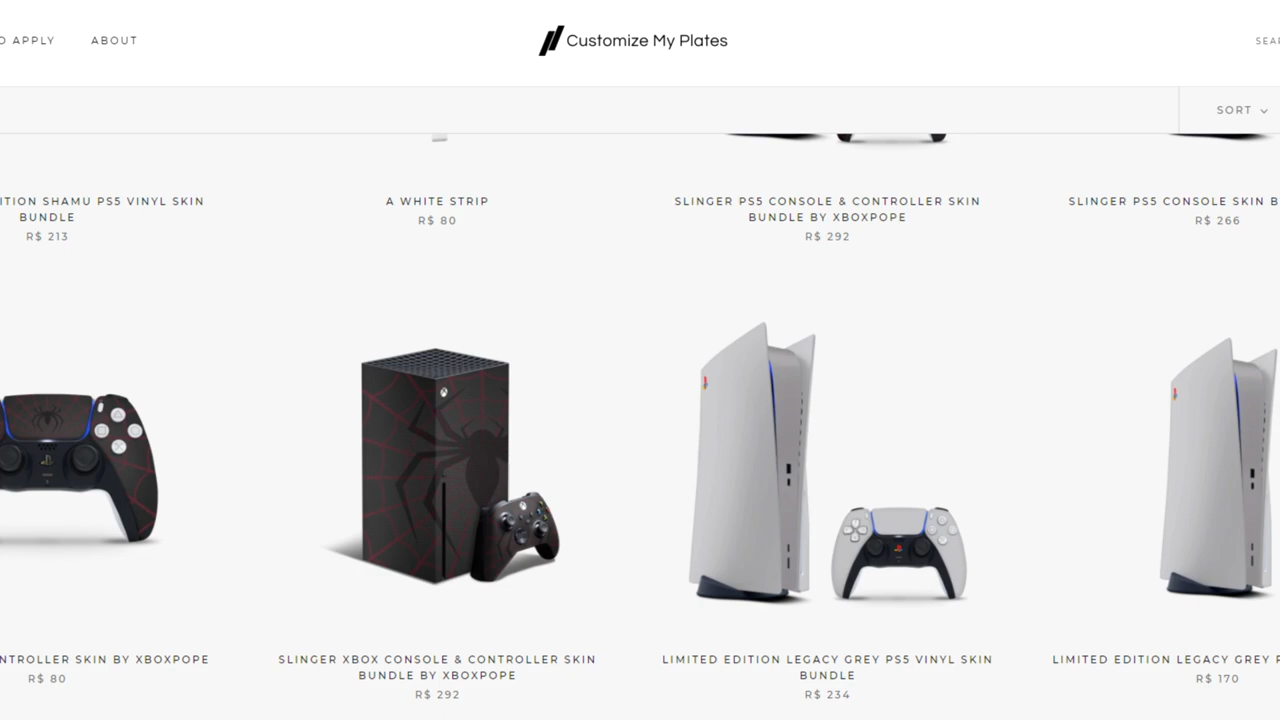 O APPLY
ABOUT
Customize My Plates
SEAR
SORT
ITION SHAMU PS5 VINYL SKIN
BUNDLE
R$ 213
A WHITE STRIP
R$ 80
SLINGER PS5 CONSOLE & CONTROLLER SKIN
BUNDLE BY XBOXPOPE
R$ 292
SLINGER PS5 CONSOLE SKIN B
R$ 266
NTROLLER SKIN BY XBOXPOPE
R$ 80
SLINGER XBOX CONSOLE & CONTROLLER SKIN
BUNDLE BY XBOXPOPE
R$ 292
LIMITED EDITION LEGACY GREY PS5 VINYL SKIN
BUNDLE
R$ 234
LIMITED EDITION LEGACY GREY P
R$ 170